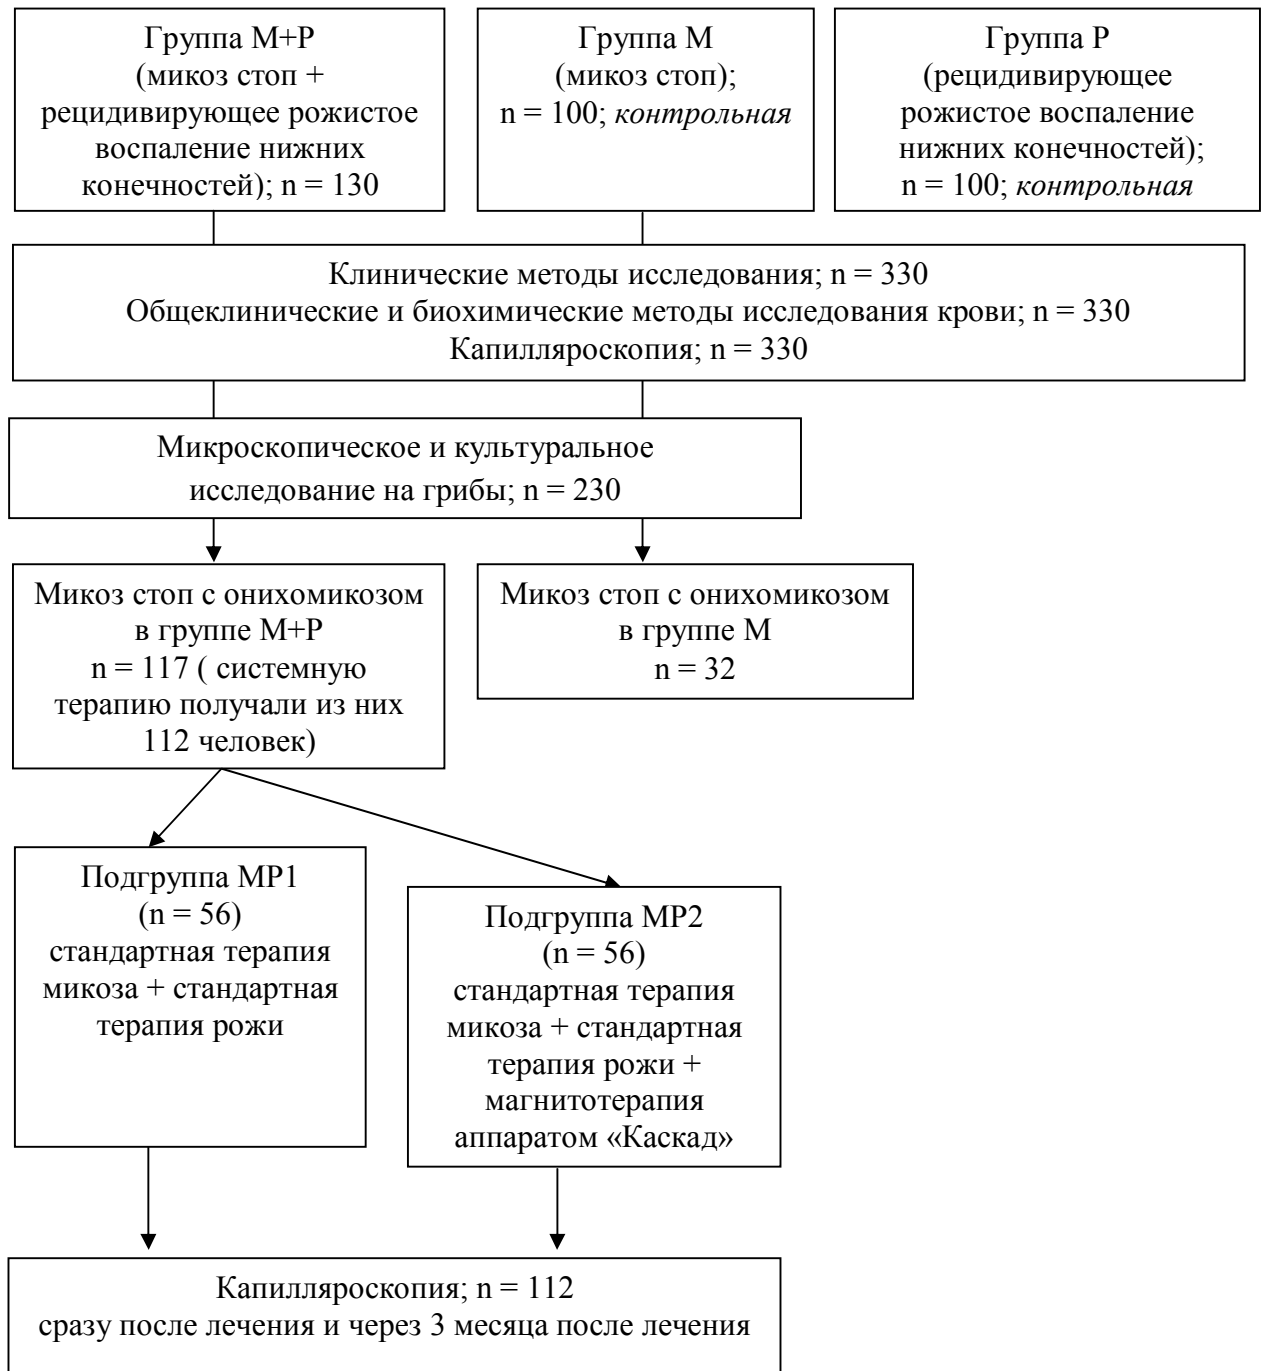 Группа М+Р
(микоз стоп +
рецидивирующее рожистое
воспаление нижних
конечностей); n = 130
Группа М
(микоз стоп);
n = 100; контрольная
Группа Р
(рецидивирующее
рожистое воспаление
нижних конечностей);
n = 100; контрольная
Клинические методы исследования; n = 330
Общеклинические и биохимические методы исследования крови; n = 330
Капилляроскопия; n = 330
Микроскопическое и культуральное
исследование на грибы; n = 230
Микоз стоп с онихомикозом
в группе М+Р
n = 117 ( системную
терапию получали из них
112 человек)
Микоз стоп с онихомикозом
в группе М
n = 32
Подгруппа МР1
(n = 56)
стандартная терапия
микоза + стандартная
терапия рожи
Подгруппа МР2
(n = 56)
стандартная терапия
микоза + стандартная
терапия рожи +
магнитотерапия
аппаратом «Каскад»
Капилляроскопия; n = 112
сразу после лечения и через 3 месяца после лечения